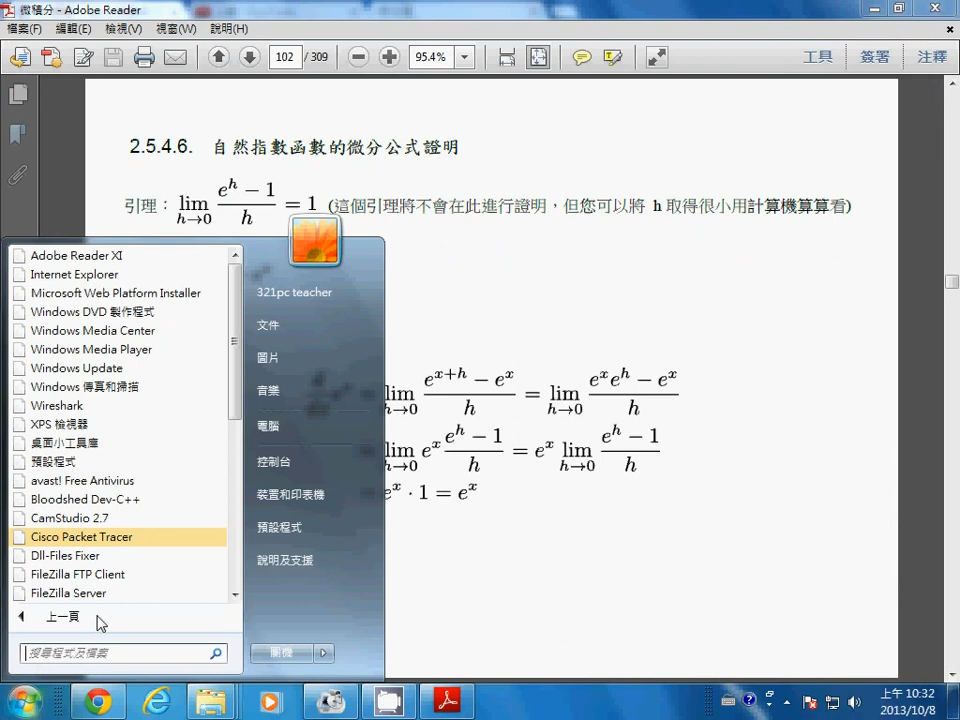 微積分 - Adobe Reader
檔案(F) 編輯(E) 檢視(V) 視窗(W) 說明(H)
102 / 309 95.4% 工具 簽署 注釋
2.5.4.6. 自然指數函數的微分公式證明
引理： lim h→0 (e^h − 1)/h = 1 (這個引理將不會在此進行證明，但您可以將 h 取得很小用計算機算算看)
Adobe Reader XI
Internet Explorer
Microsoft Web Platform Installer
Windows DVD 製作程式
Windows Media Center
Windows Media Player
Windows Update
Windows 傳真和掃描
Wireshark
XPS 檢視器
桌面小工具庫
預設程式
avast! Free Antivirus
Bloodshed Dev-C++
CamStudio 2.7
Cisco Packet Tracer
Dll-Files Fixer
FileZilla FTP Client
FileZilla Server
上一頁
搜尋程式及檔案
321pc teacher
文件
圖片
音樂
電腦
控制台
裝置和印表機
預設程式
說明及支援
關機
lim h→0 (e^{x+h} − e^x)/h = lim h→0 (e^x e^h − e^x)/h
lim h→0 e^x (e^h − 1)/h = e^x lim h→0 (e^h − 1)/h
e^x · 1 = e^x
上午 10:32
2013/10/8